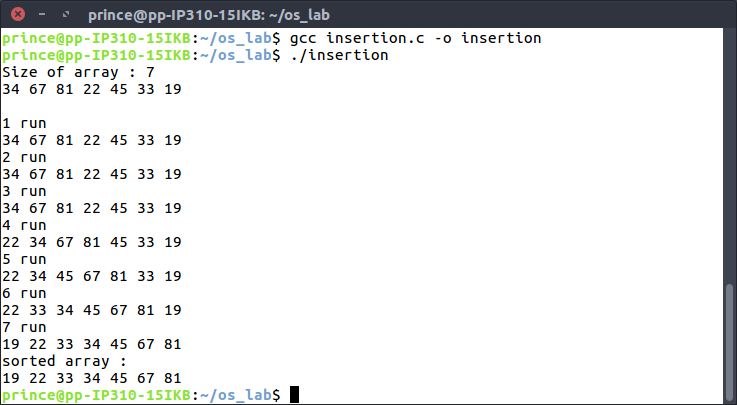 prince@pp-IP310-15IKB: ~/os_lab
prince@pp-IP310-15IKB:~/os_lab$ gcc insertion.c -o insertion
prince@pp-IP310-15IKB:~/os_lab$ ./insertion
Size of array : 7
34 67 81 22 45 33 19

1 run
34 67 81 22 45 33 19
2 run
34 67 81 22 45 33 19
3 run
34 67 81 22 45 33 19
4 run
22 34 67 81 45 33 19
5 run
22 34 45 67 81 33 19
6 run
22 33 34 45 67 81 19
7 run
19 22 33 34 45 67 81
sorted array :
19 22 33 34 45 67 81
prince@pp-IP310-15IKB:~/os_lab$